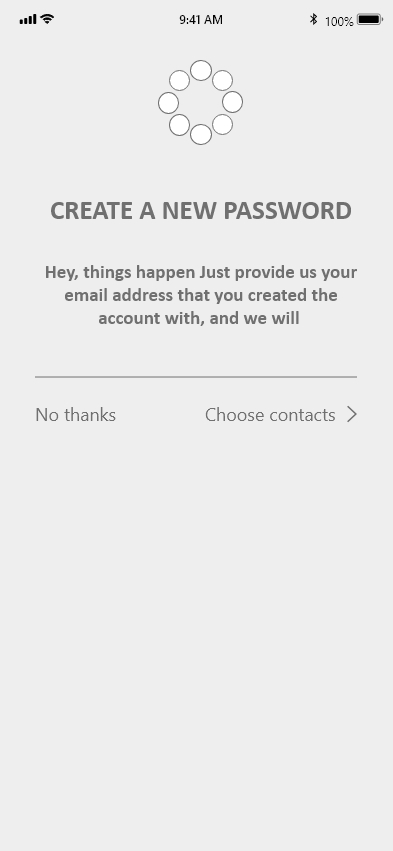 9:41 AM 100%
CREATE A NEW PASSWORD
Hey, things happen Just provide us your
email address that you created the
account with, and we will
No thanks Choose contacts